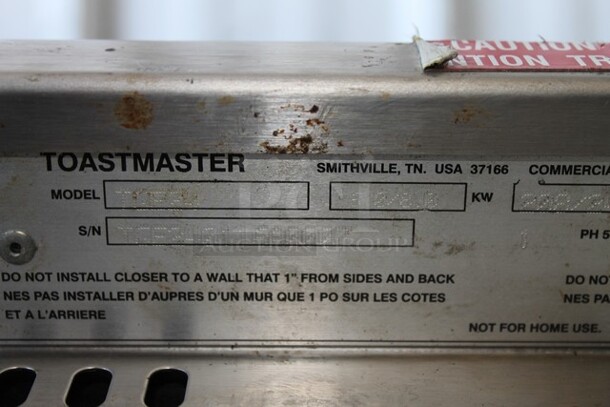 CAUTION
TION TR
TOASTMASTER
SMITHVILLE, TN. USA 37166 COMMERCIA
MODEL KW
S/N PH 5
DO NOT INSTALL CLOSER TO A WALL THAT 1" FROM SIDES AND BACK DO NO
NES PAS INSTALLER D'AUPRES D'UN MUR QUE 1 PO SUR LES COTES NES PA
ET A L'ARRIERE
NOT FOR HOME USE.